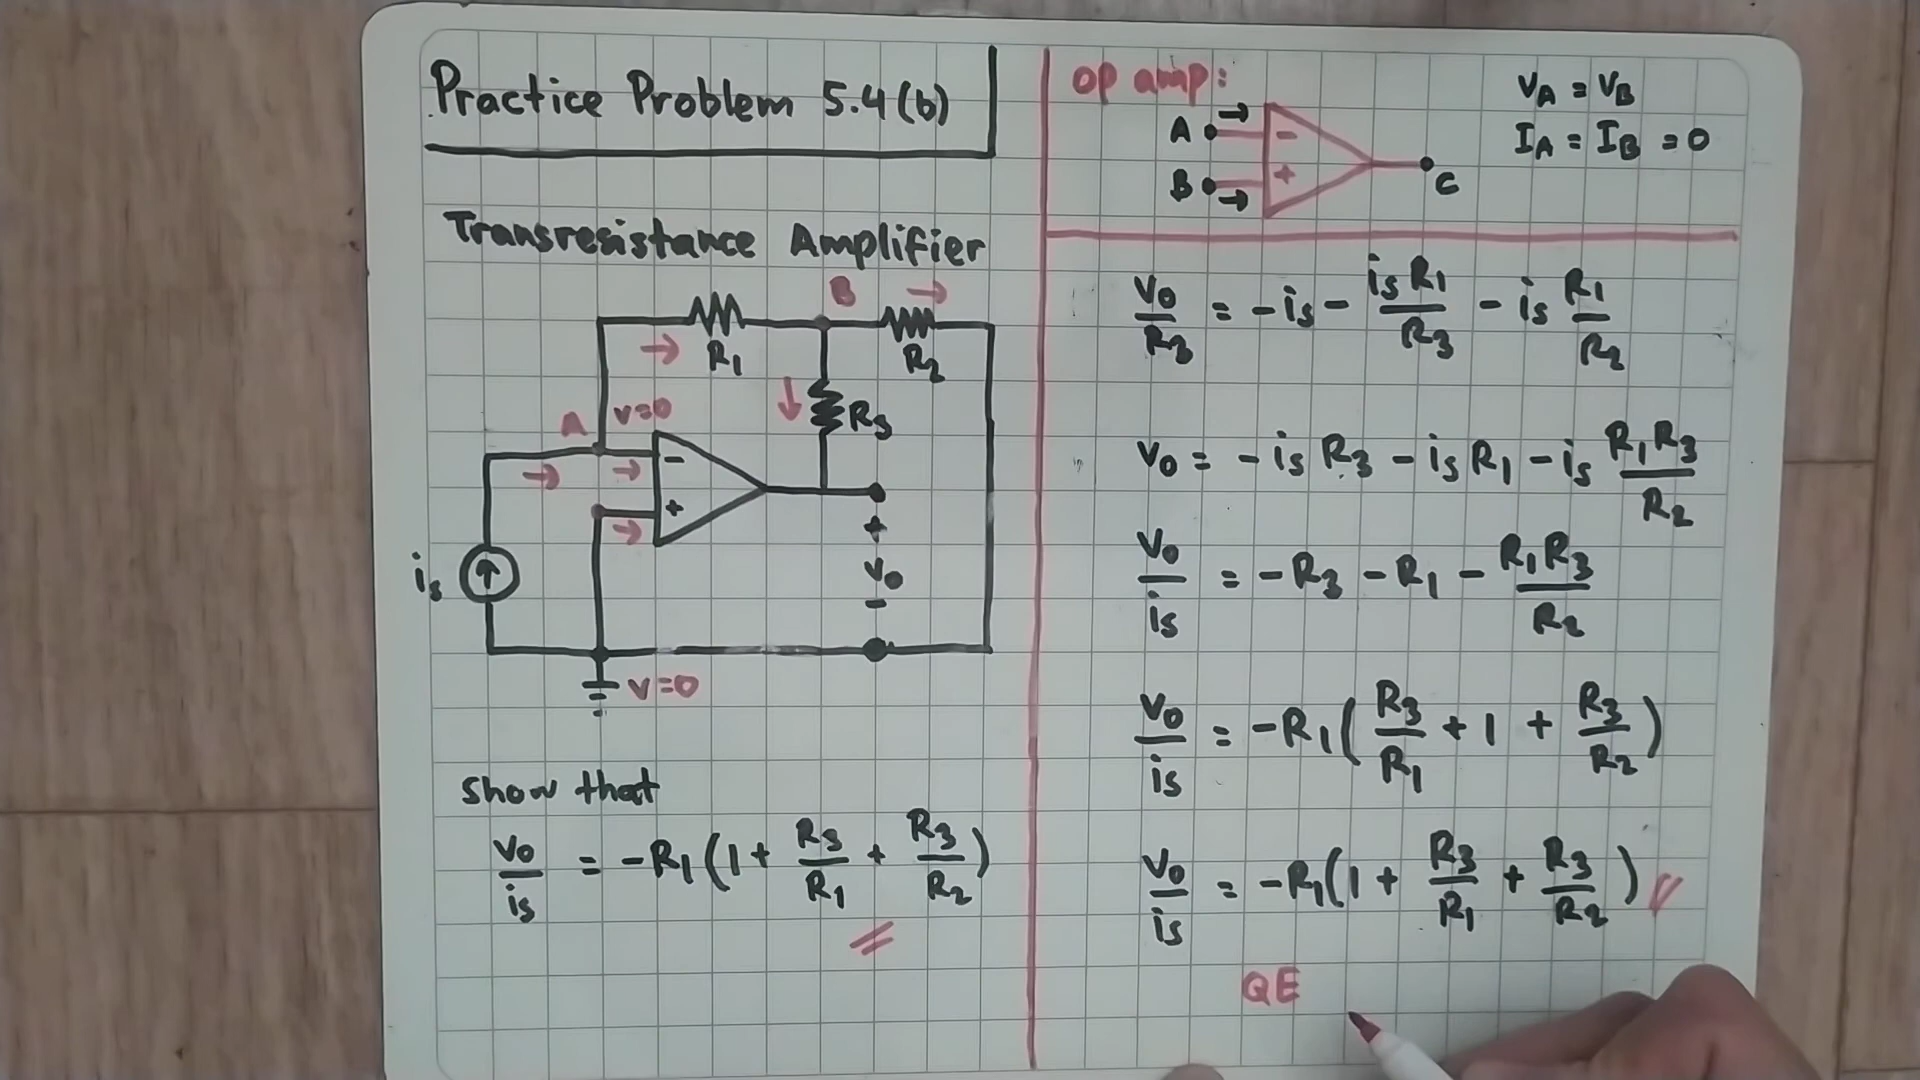 Practice Problem 5.4(b)
Transresistance Amplifier
B
R1
R2
A
v=0
R3
-
+
is
+
vo
-
v=0
show that
vo/is = -R1(1 + R3/R1 + R3/R2)
op amp:
A
-
B
+
C
VA = VB
IA = IB = 0
vo/R3 = -is - is R1/R3 - is R1/R2
vo = -is R3 - is R1 - is R1R3/R2
vo/is = -R3 - R1 - R1R3/R2
vo/is = -R1(R3/R1 + 1 + R3/R2)
vo/is = -R1(1 + R3/R1 + R3/R2)
QE